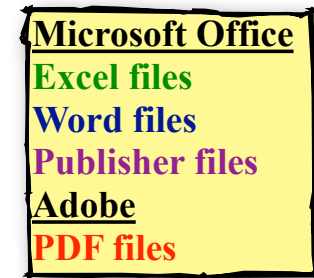 Microsoft Office
Excel files
Word files
Publisher files
Adobe
PDF files